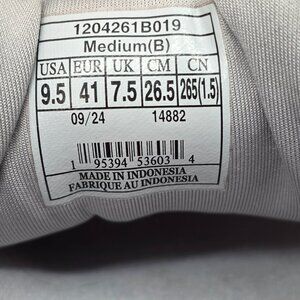 1204261B019
Medium(B)
USA EUR UK CM CN
9.5 41 7.5 26.5 265(1.5)
09/24 14882
1 95394 53603 4
MADE IN INDONESIA
FABRIQUE AU INDONESIA